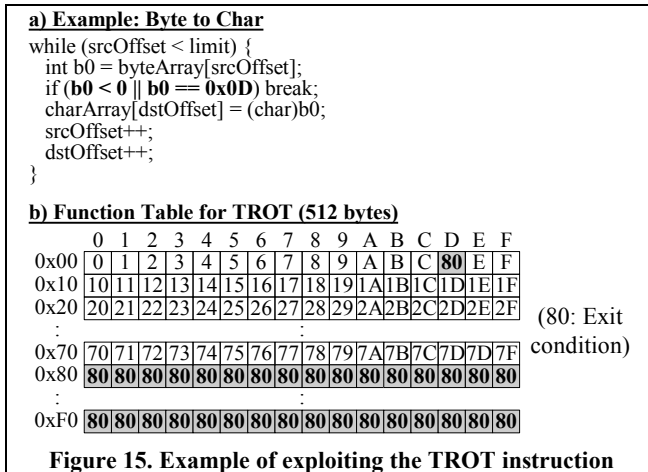 a) Example: Byte to Char
while (srcOffset < limit) {
int b0 = byteArray[srcOffset];
if (b0 < 0 || b0 == 0x0D) break;
charArray[dstOffset] = (char)b0;
srcOffset++;
dstOffset++;
}
b) Function Table for TROT (512 bytes)
0 1 2 3 4 5 6 7 8 9 A B C D E F
0x00 0 1 2 3 4 5 6 7 8 9 A B C 80 E F
0x10 10 11 12 13 14 15 16 17 18 19 1A 1B 1C 1D 1E 1F
0x20 20 21 22 23 24 25 26 27 28 29 2A 2B 2C 2D 2E 2F
: :
0x70 70 71 72 73 74 75 76 77 78 79 7A 7B 7C 7D 7D 7F
0x80 80 80 80 80 80 80 80 80 80 80 80 80 80 80 80 80
: :
0xF0 80 80 80 80 80 80 80 80 80 80 80 80 80 80 80 80
(80: Exit
condition)
Figure 15. Example of exploiting the TROT instruction